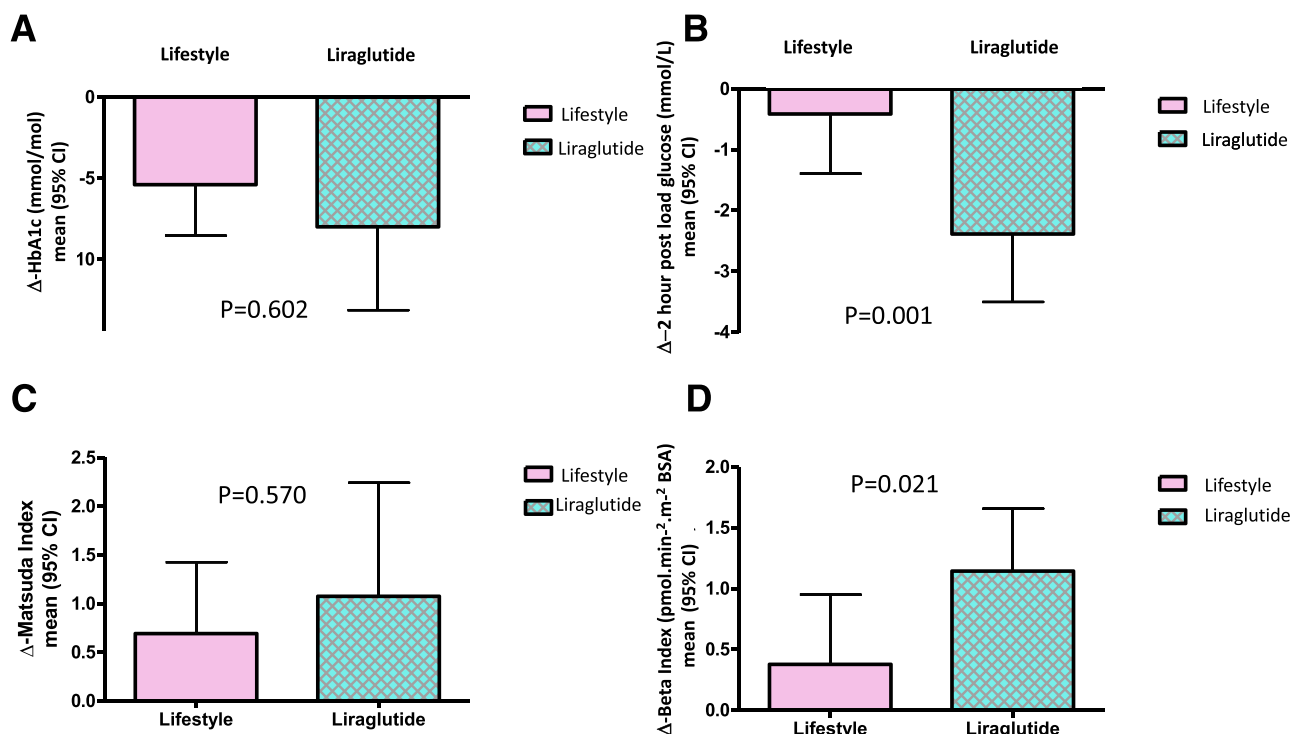 A
Lifestyle
Liraglutide
0
-5
10
Δ-HbA1c (mmol/mol)
mean (95% CI)
P=0.602
Lifestyle
Liraglutide
B
Lifestyle
Liraglutide
0
-1
-2
-3
-4
Δ–2 hour post load glucose (mmol/L)
mean (95% CI)
P=0.001
Lifestyle
Liraglutide
C
2.5
2.0
1.5
1.0
0.5
0.0
Δ-Matsuda Index
mean (95% CI)
P=0.570
Lifestyle
Liraglutide
Lifestyle
Liraglutide
D
2.0
1.5
1.0
0.5
0.0
Δ-Beta Index (pmol.min⁻².m⁻² BSA)
mean (95% CI)
P=0.021
Lifestyle
Liraglutide
Lifestyle
Liraglutide